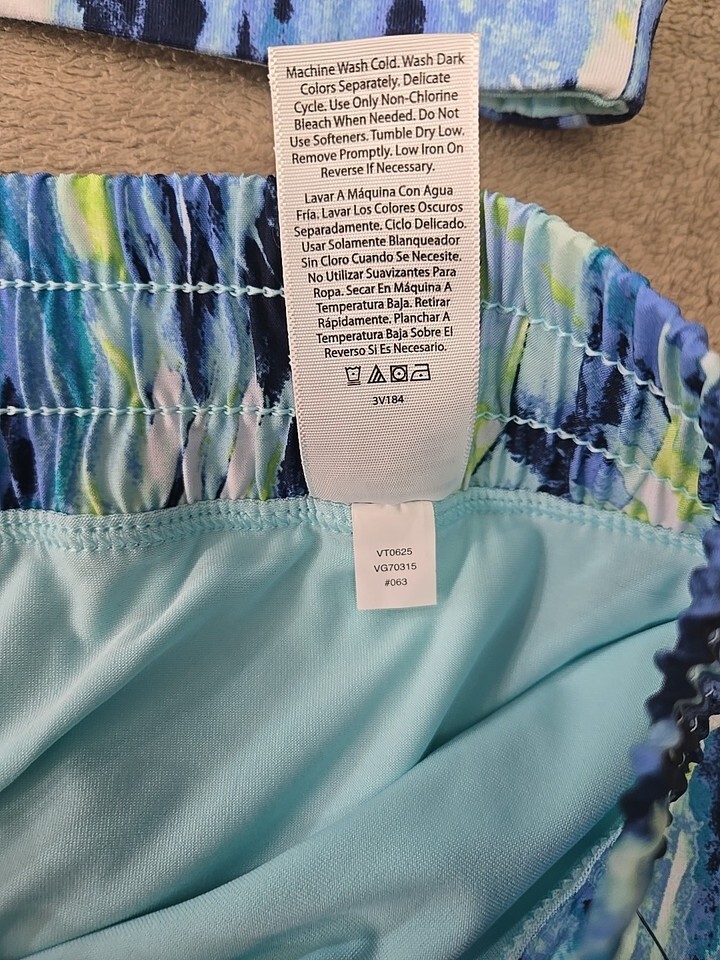 Machine Wash Cold. Wash Dark
Colors Separately. Delicate
Cycle. Use Only Non-Chlorine
Bleach When Needed. Do Not
Use Softeners. Tumble Dry Low.
Remove Promptly. Low Iron On
Reverse If Necessary.
Lavar A Máquina Con Agua
Fría. Lavar Los Colores Oscuros
Separadamente. Ciclo Delicado.
Usar Solamente Blanqueador
Sin Cloro Cuando Se Necesite.
No Utilizar Suavizantes Para
Ropa. Secar En Máquina A
Temperatura Baja. Retirar
Rápidamente. Planchar A
Temperatura Baja Sobre El
Reverso Si Es Necesario.
3V184
VT0625
VG70315
#063